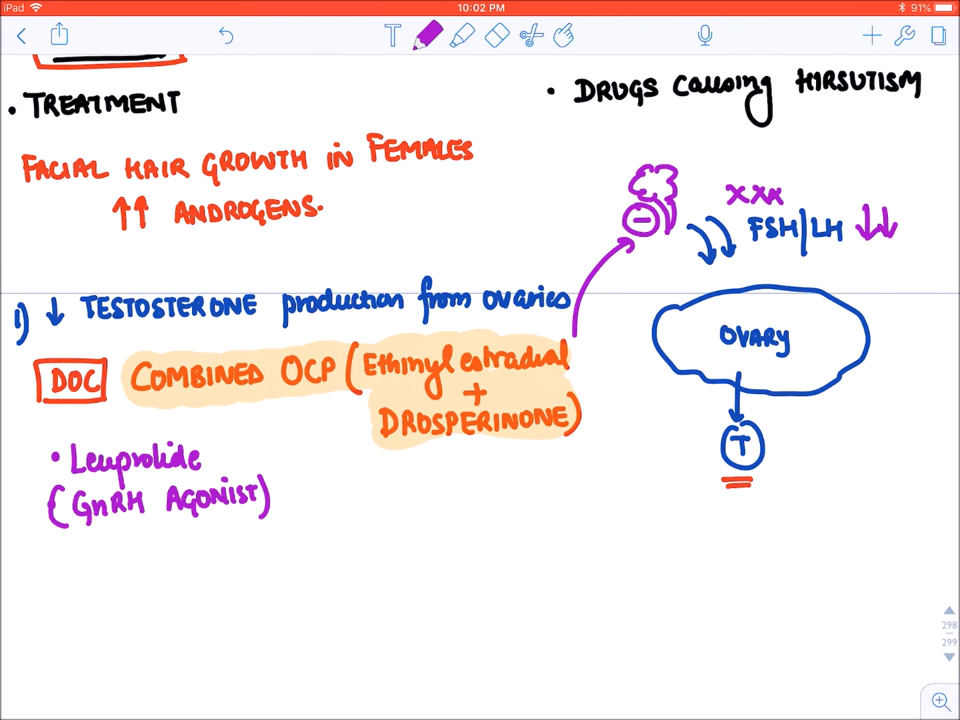 iPad 10:02 PM 91%
T
• TREATMENT
• DRUGS causing HIRSUTISM
FACIAL HAIR GROWTH IN FEMALES
↑↑ ANDROGENS.
xxx
FSH/LH ↓↓
1) ↓ TESTOSTERONE production from ovaries
OVARY
DOC COMBINED OCP (Ethinyl estradial
+
DROSPERINONE)
T
• Leuprolide
(GnRH AGONIST)
298
299